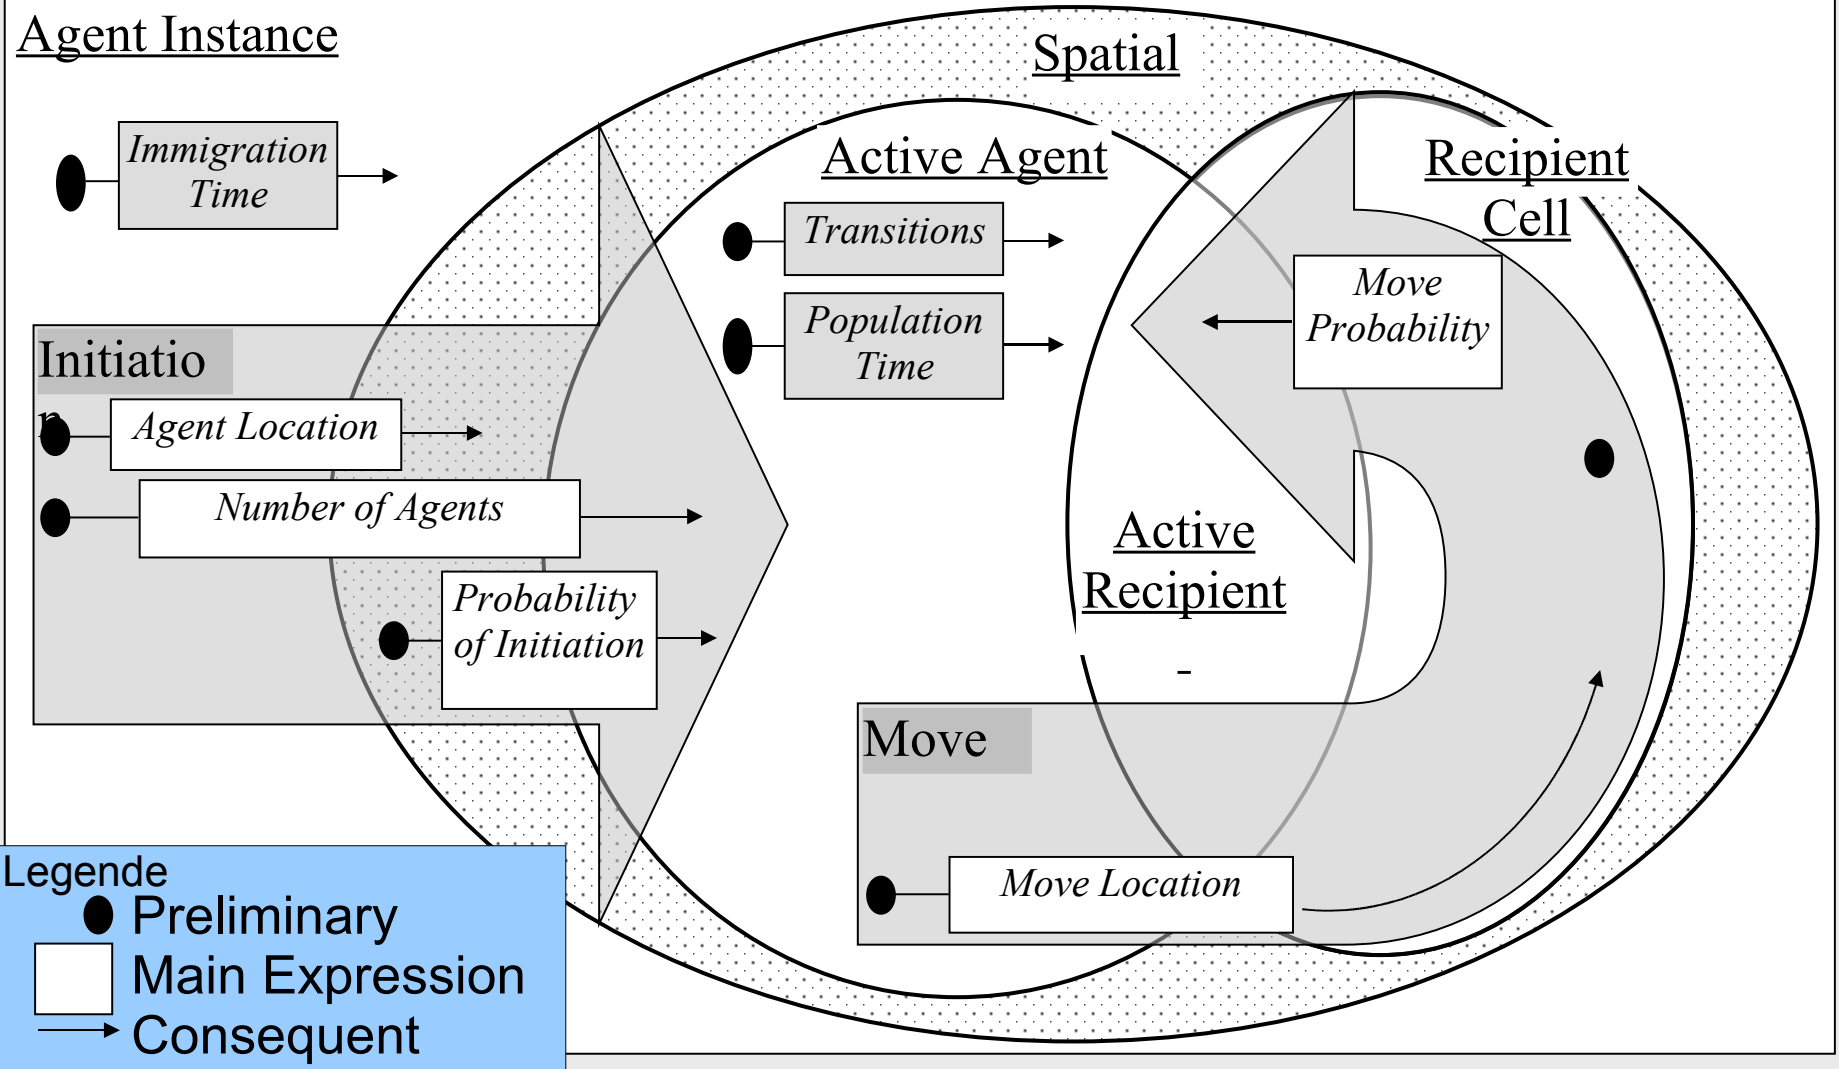 Agent Instance
Spatial
Immigration
Time
Active Agent
Recipient
Cell
Transitions
Population
Time
Move
Probability
Initiatio
n
Agent Location
Number of Agents
Probability
of Initiation
Active
Recipient
-
Move
Move Location
Legende
Preliminary
Main Expression
Consequent